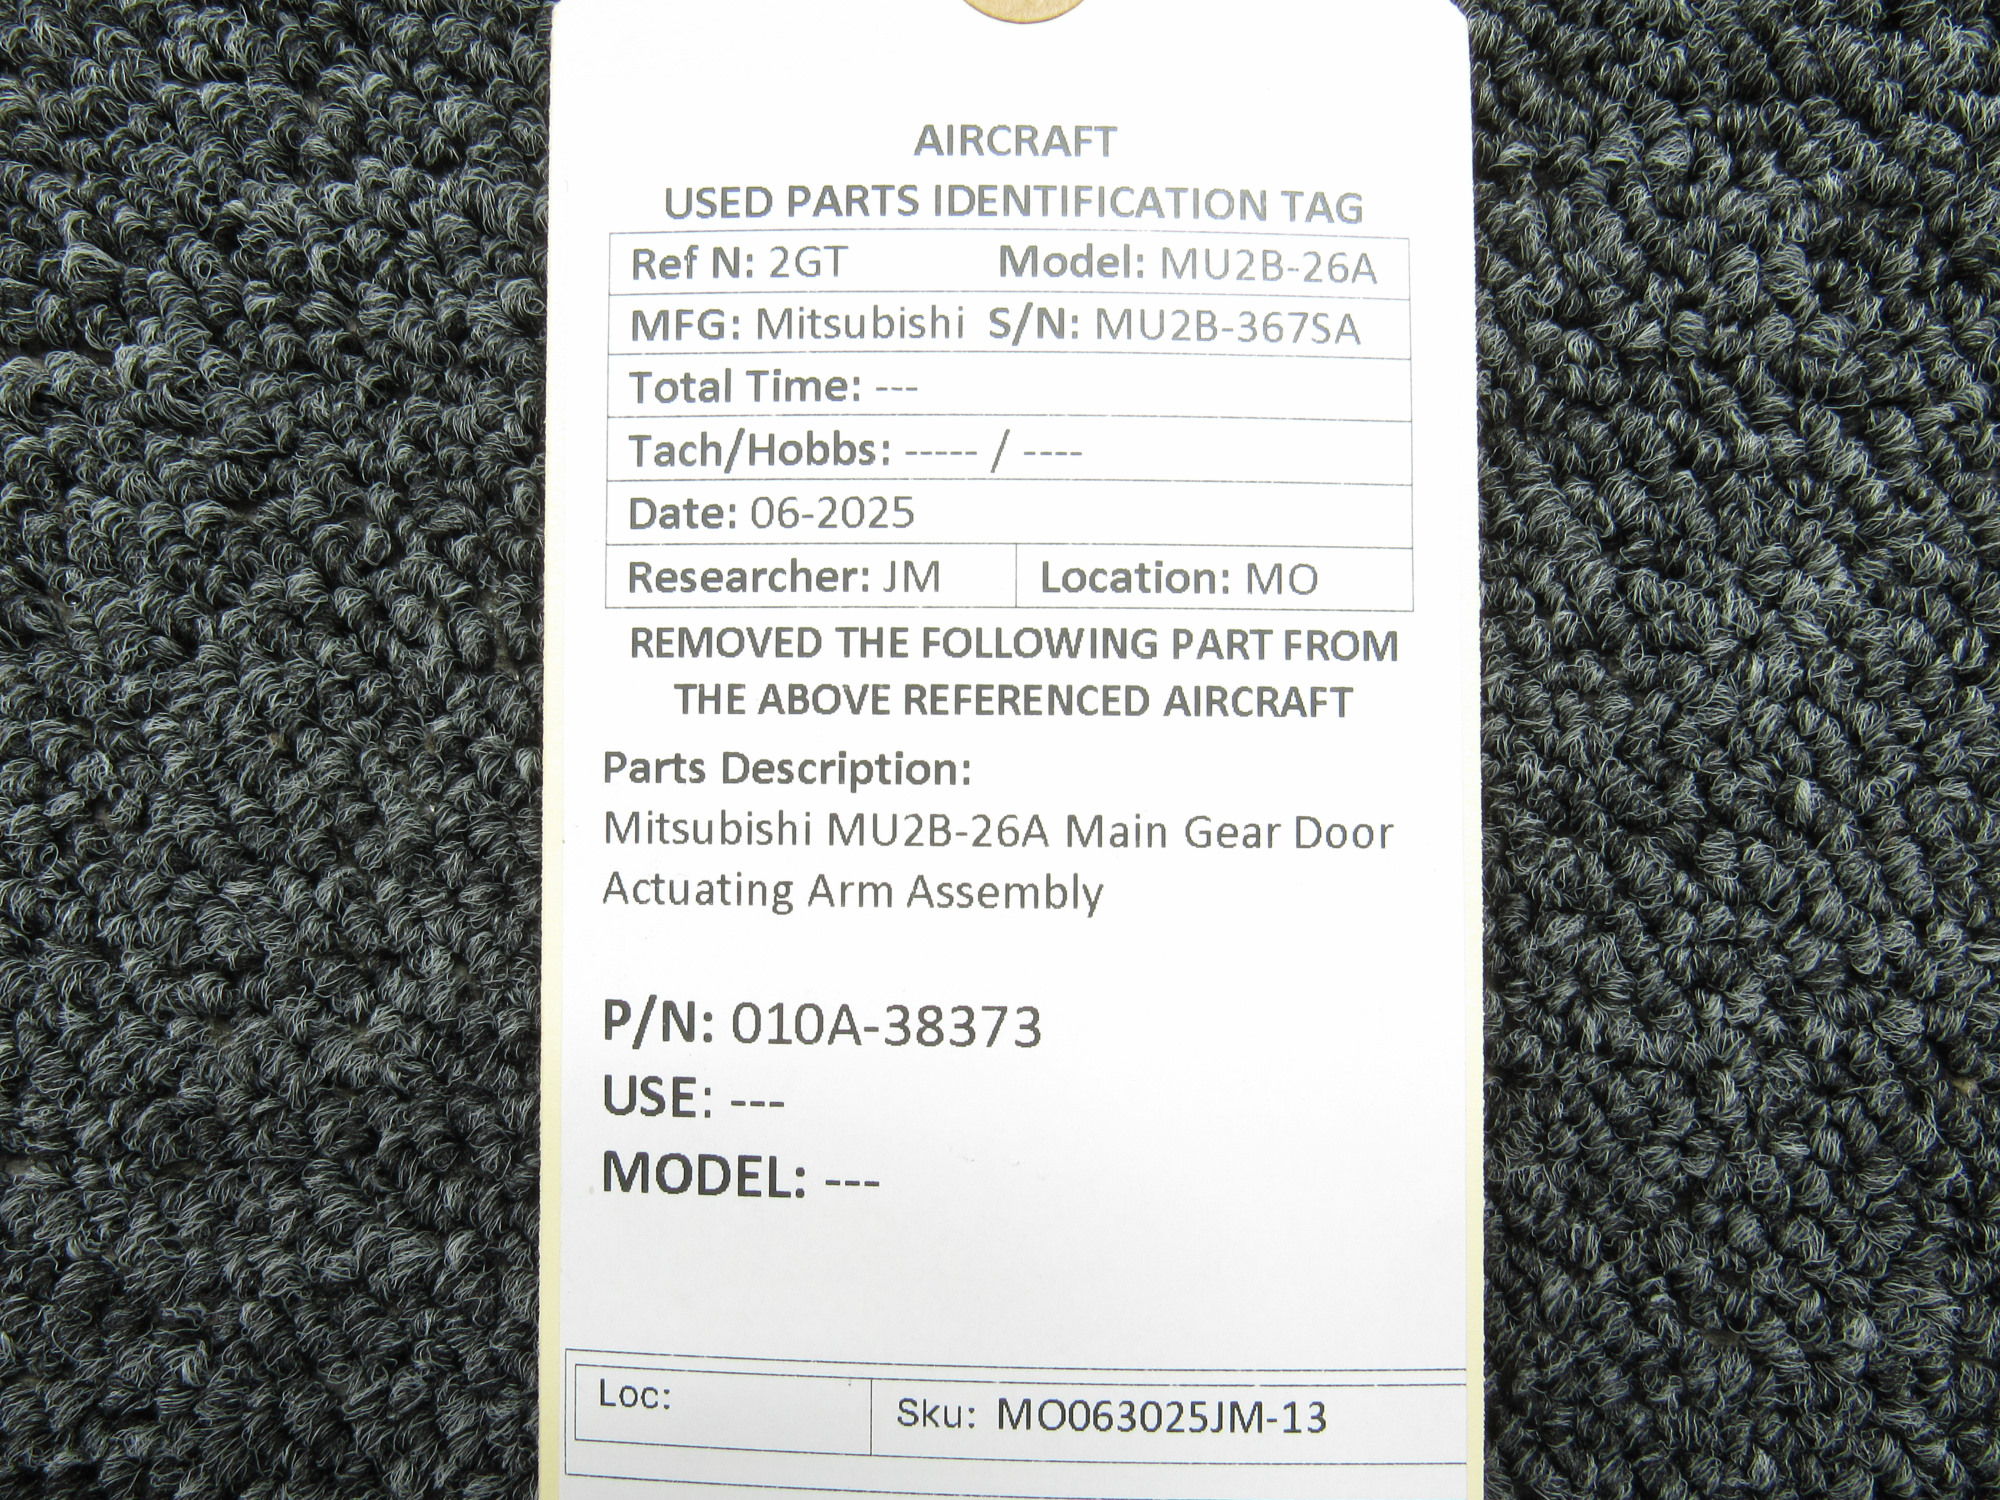 AIRCRAFT
USED PARTS IDENTIFICATION TAG
Ref N: 2GT Model: MU2B-26A
MFG: Mitsubishi S/N: MU2B-367SA
Total Time: ---
Tach/Hobbs: ----- / ----
Date: 06-2025
Researcher: JM Location: MO
REMOVED THE FOLLOWING PART FROM
THE ABOVE REFERENCED AIRCRAFT
Parts Description:
Mitsubishi MU2B-26A Main Gear Door
Actuating Arm Assembly
P/N: 010A-38373
USE: ---
MODEL: ---
Loc: Sku: MO063025JM-13